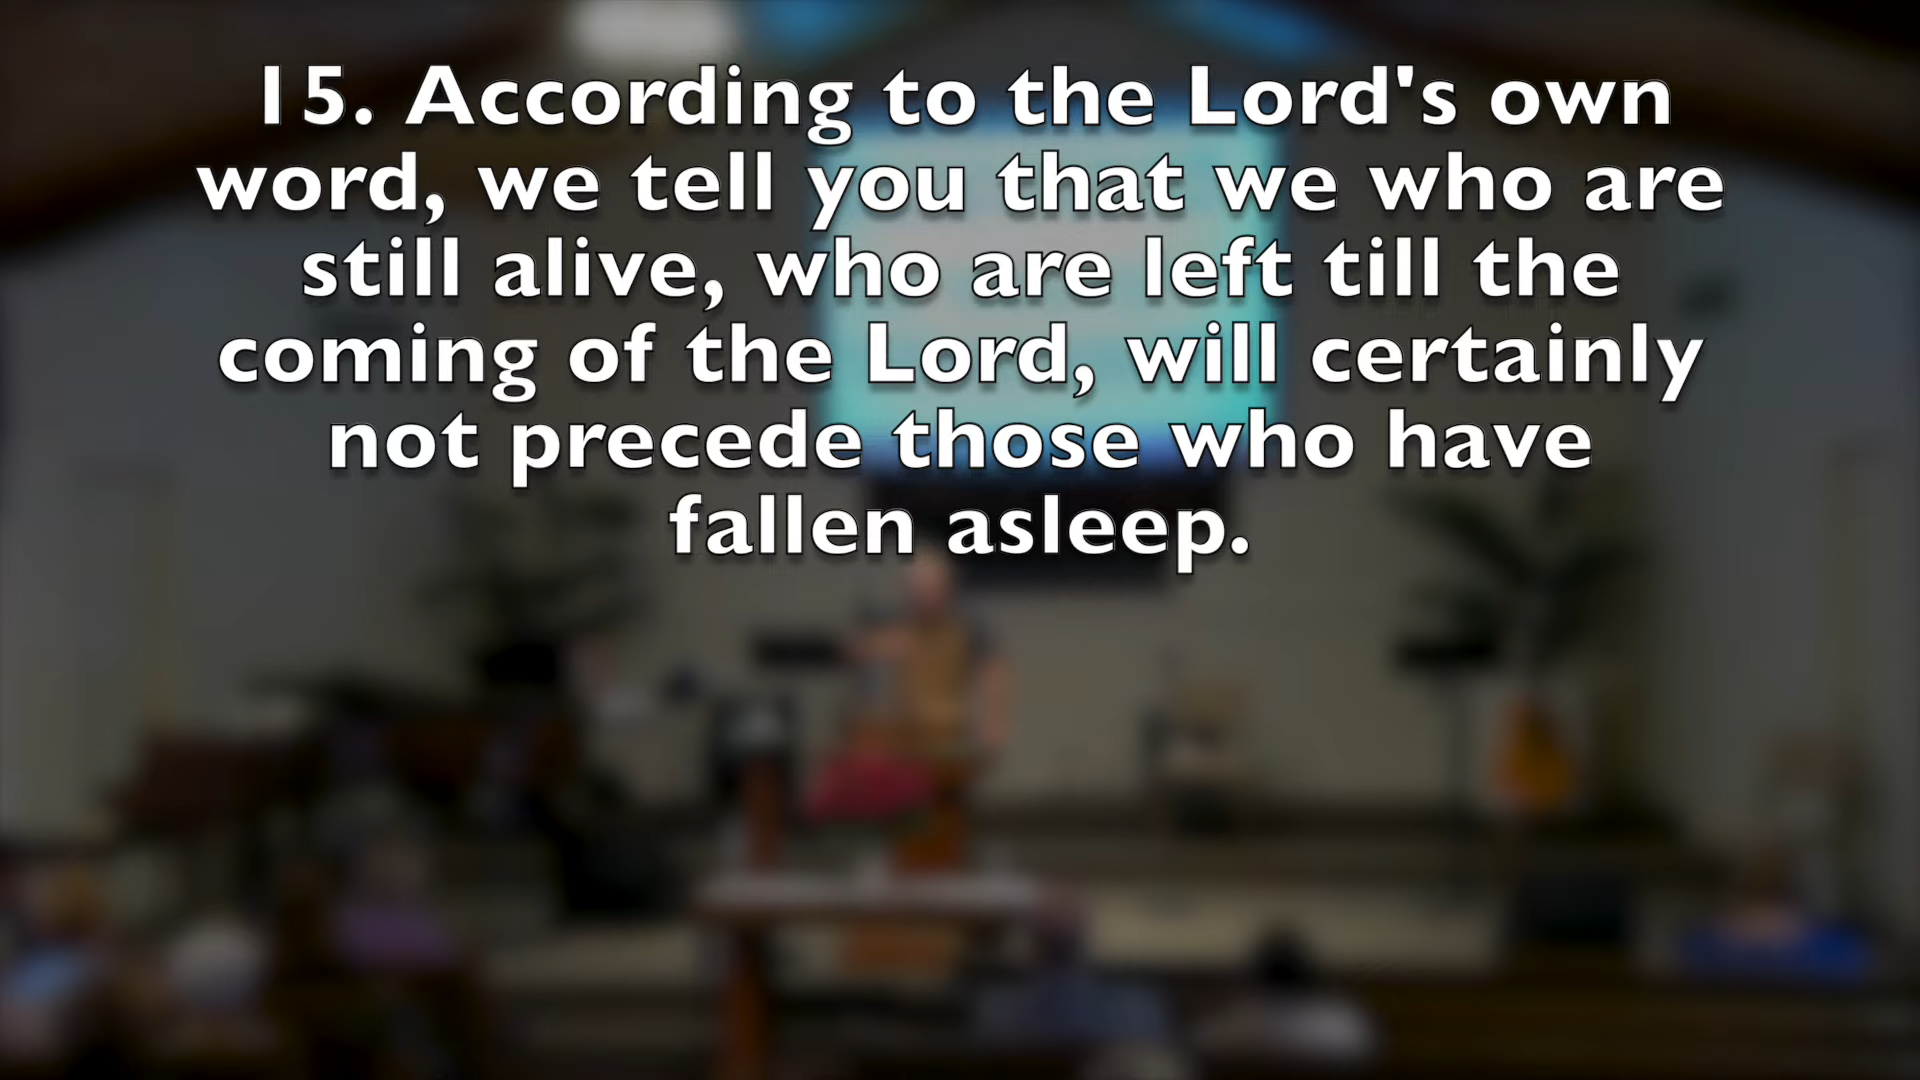 15. According to the Lord's own
word, we tell you that we who are
still alive, who are left till the
coming of the Lord, will certainly
not precede those who have
fallen asleep.